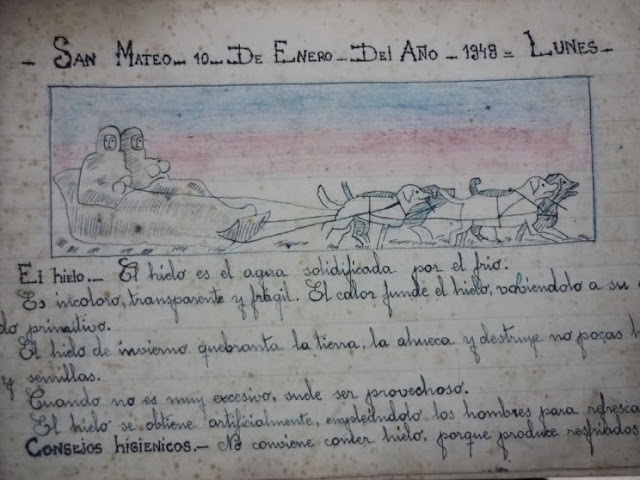 - SAN MATEO - 10 - DE ENERO - DEL AÑO - 1948 = LUNES -
El hielo.- El hielo es el agua solidificada por el frio.
Es incoloro, transparente y frágil. El calor funde el hielo, volviendolo a su
do primitivo.
El hielo de invierno quebranta la tierra, la ahueca y destruye no pocas
y semillas.
Cuando no es muy excesivo, suele ser provechoso.
El hielo se obtiene artificialmente, empleándolo los hombres para refresca
CONSEJOS HIGIENICOS.- No conviene comer hielo, porque produce resfriados